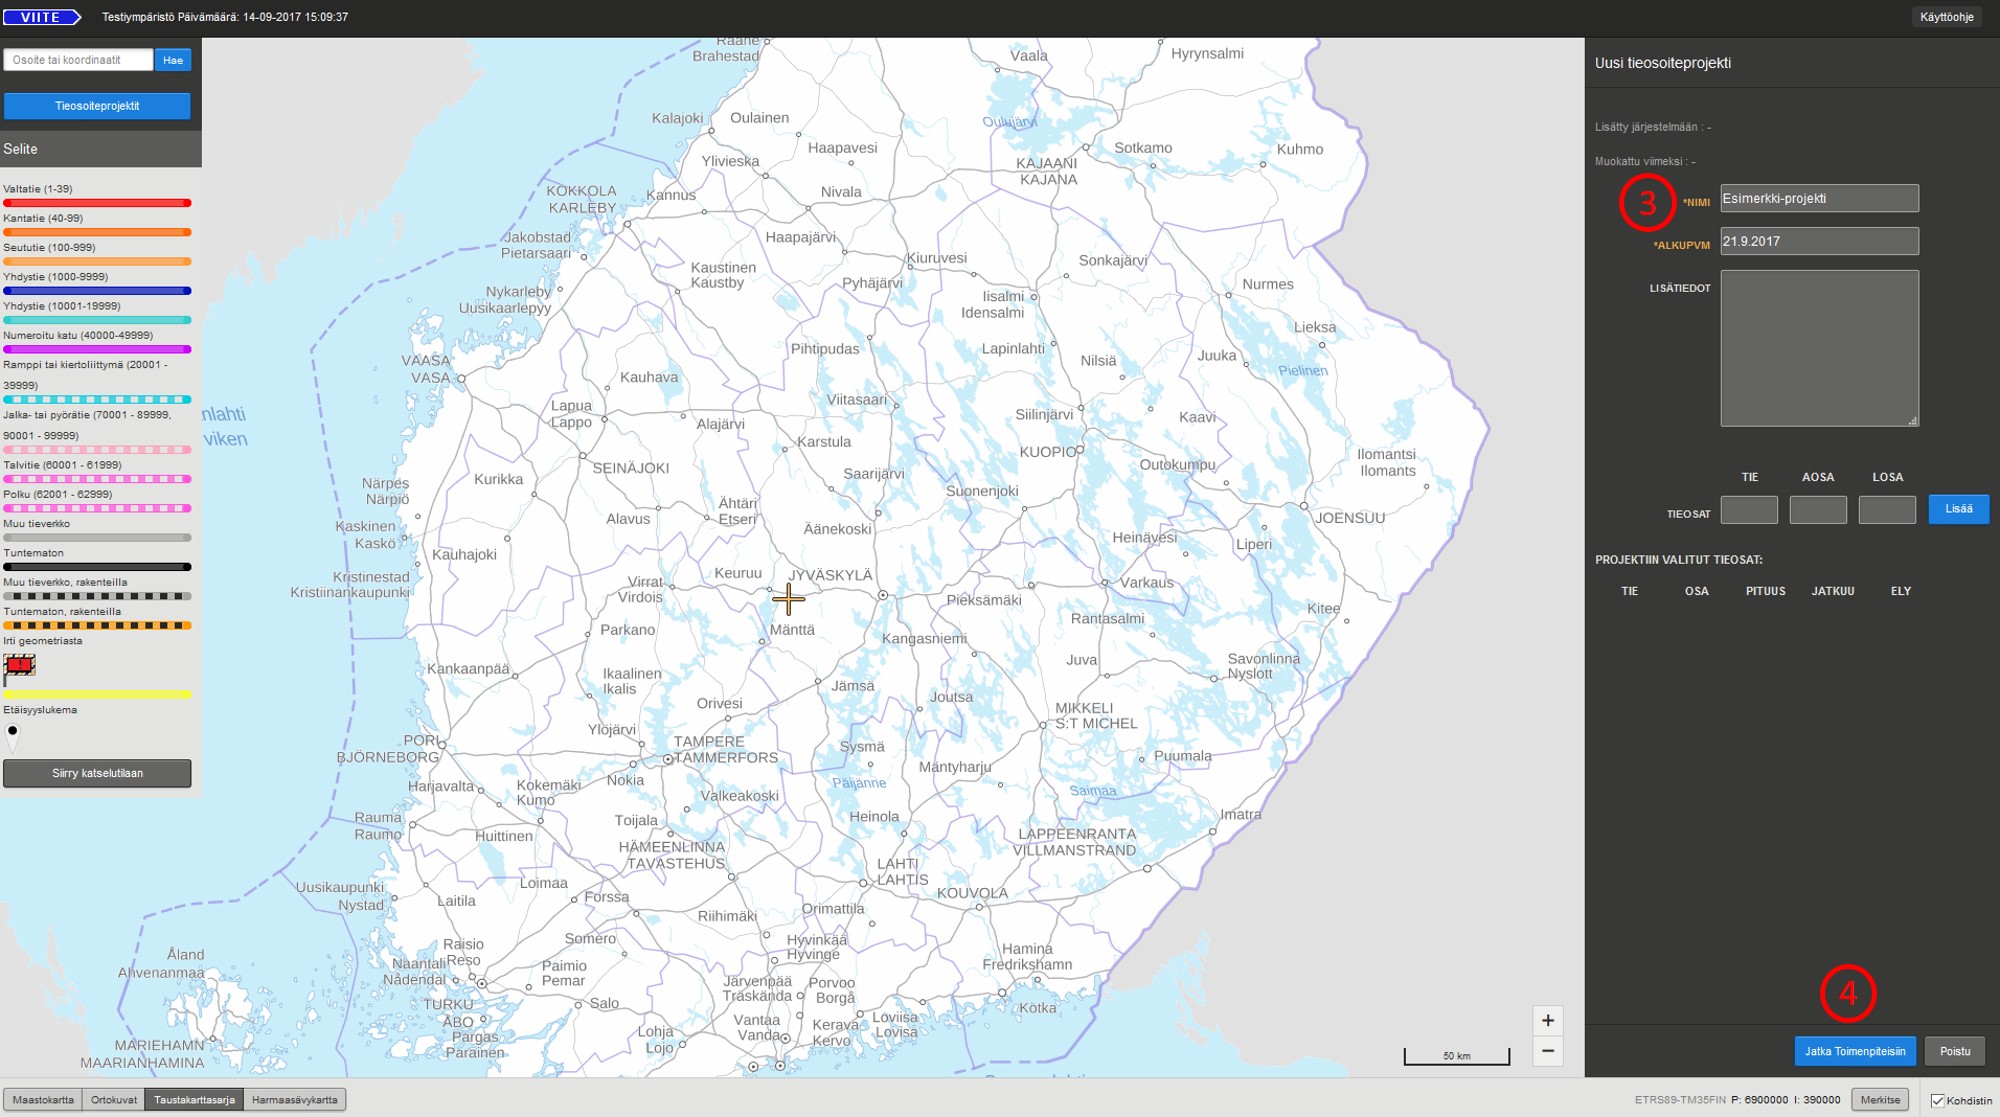 VIITE
Testiympäristö Päivämäärä: 14-09-2017 15:09:37
Käyttöohje
Osoite tai koordinaatit
Hae
Tieosoiteprojektit
Selite
Valtatie (1-39)
Kantatie (40-99)
Seututie (100-999)
Yhdystie (1000-9999)
Yhdystie (10001-19999)
Numeroitu katu (40000-49999)
Ramppi tai kiertoliittymä (20001 -
39999)
Jalka- tai pyörätie (70001 - 89999,
90001 - 99999)
Talvitie (60001 - 61999)
Polku (62001 - 62999)
Muu tieverkko
Tuntematon
Muu tieverkko, rakenteilla
Tuntematon, rakenteilla
Irti geometriasta
!
Etäisyyslukema
Siirry katselutilaan
nlahti
viken
Raahe
Brahestad
Vaala
Hyrynsalmi
Kalajoki
Oulainen
Oulujärvi
Haapavesi
Ylivieska
KAJAANI
KAJANA
Sotkamo
Kuhmo
KOKKOLA
KARLEBY
Kannus
Nivala
Jakobstad
Pietarsaari
Haapajärvi
Kaustinen
Kaustby
Kiuruvesi
Sonkajärvi
Pyhäjärvi
Nykarleby
Uusikaarlepyy
Iisalmi
Idensalmi
Nurmes
Lieksa
VAASA
VASA
Pihtipudas
Lapinlahti
Nilsiä
Juuka
Pielinen
Kauhava
Viitasaari
Lapua
Lappo
Alajärvi
Siilinjärvi
Kaavi
Karstula
KUOPIO
Ilomantsi
Ilomants
SEINÄJOKI
Kurikka
Saarijärvi
Outokumpu
Närpes
Närpiö
Suonenjoki
Ähtäri
Etseri
Alavus
Äänekoski
JOENSUU
Kaskinen
Kaskö
Kauhajoki
Heinävesi
Liperi
Kristinestad
Kristiinankaupunki
Virrat
Virdois
Keuruu
JYVÄSKYLÄ
Varkaus
Pieksämäki
Kitee
Rantasalmi
Parkano
Mänttä
Kangasniemi
Kankaanpää
Ikaalinen
Ikalis
Juva
Savonlinna
Nyslott
Jämsä
Joutsa
Orivesi
MIKKELI
S:T MICHEL
Ylöjärvi
PORI
BJÖRNEBORG
TAMPERE
TAMMERFORS
Sysmä
Puumala
Mäntyharju
Nokia
Päijänne
Saimaa
Harjavalta
Kokemäki
Kumo
Valkeakoski
Rauma
Raumo
Toijala
Heinola
Imatra
Huittinen
HÄMEENLINNA
TAVASTEHUS
LAPPEENRANTA
VILLMANSTRAND
LAHTI
LAHTIS
Uusikaupunki
Nystad
Loimaa
KOUVOLA
Laitila
Forssa
Riihimäki
Orimattila
Somero
Hyvinkää
Hyvinge
Hamina
Fredrikshamn
Åland
Ahvenanmaa
Raisio
Reso
Naantali
Nådendal
Paimio
Pemar
Järvenpää
Träskända
Porvoo
Borgå
Salo
Kotka
TURKU
ÅBO
Vantaa
Vanda
Kerava
Kervo
Loviisa
Lovisa
Lohja
Lojo
Pargas
Parainen
MARIEHAMN
MAARIANHAMINA
+
−
50 km
Uusi tieosoiteprojekti
Lisätty järjestelmään : -
Muokattu viimeksi : -
3
*NIMI
Esimerkki-projekti
*ALKUPVM
21.9.2017
LISÄTIEDOT
TIE AOSA LOSA
TIEOSAT
Lisää
PROJEKTIIN VALITUT TIEOSAT:
TIE OSA PITUUS JATKUU ELY
4
Jatka Toimenpiteisiin
Poistu
Maastokartta
Ortokuvat
Taustakarttasarja
Harmaasävykartta
ETRS89-TM35FIN P: 6900000 I: 390000
Merkitse
Kohdistin